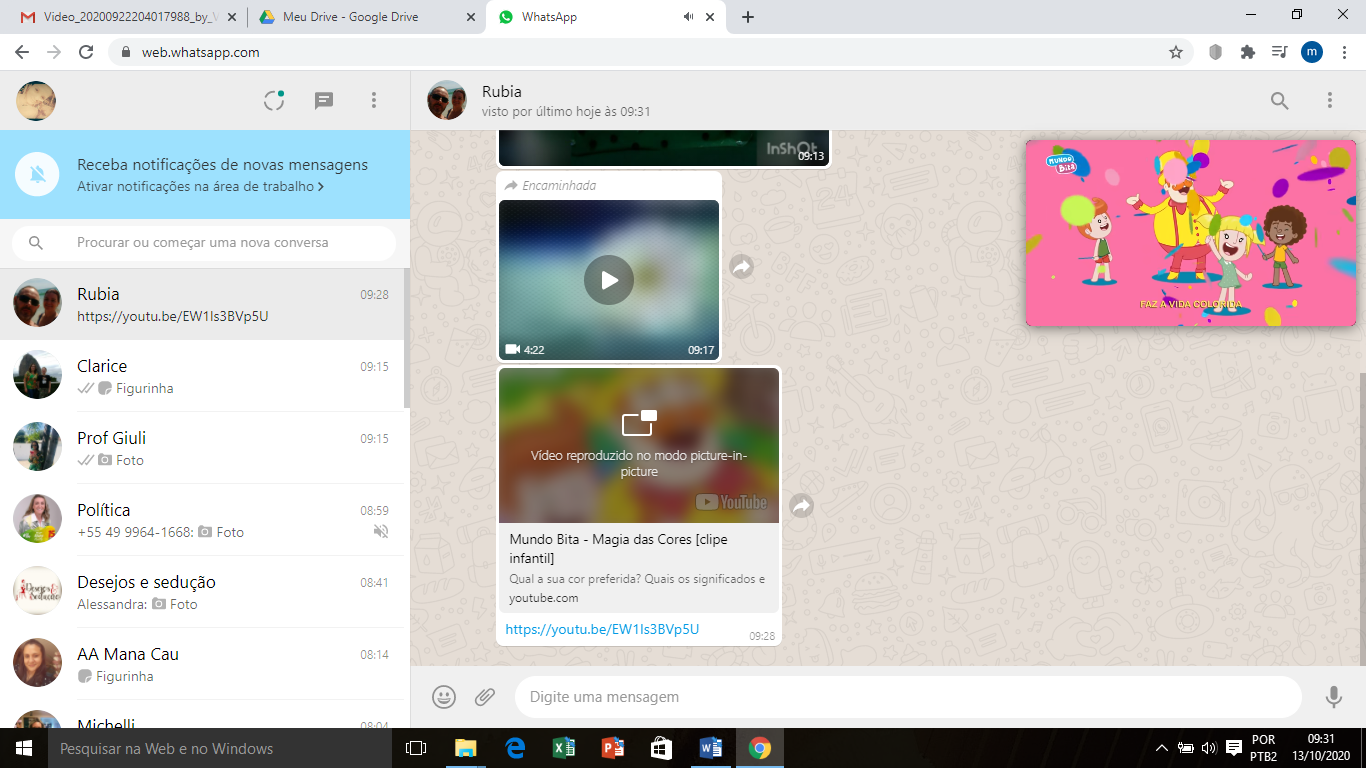 Video_20200922204017988_by_V
Meu Drive - Google Drive
WhatsApp
web.whatsapp.com
m
Receba notificações de novas mensagens
Ativar notificações na área de trabalho
Procurar ou começar uma nova conversa
Rubia 09:28
https://youtu.be/EW1Is3BVp5U
Clarice 09:15
Figurinha
Prof Giuli 09:15
Foto
Política 08:59
+55 49 9964-1668: Foto
Desejos e sedução 08:41
Alessandra: Foto
AA Mana Cau 08:14
Figurinha
Michelli 08:04
Rubia
visto por último hoje às 09:31
InShOt
09:13
Encaminhada
4:22 09:17
Vídeo reproduzido no modo picture-in-
picture
YouTube
Mundo Bita - Magia das Cores [clipe
infantil]
Qual a sua cor preferida? Quais os significados e
youtube.com
https://youtu.be/EW1Is3BVp5U
09:28
MUNDO
Bita
FAZ A VIDA COLORIDA
Digite uma mensagem
Pesquisar na Web e no Windows
POR
PTB2
09:31
13/10/2020